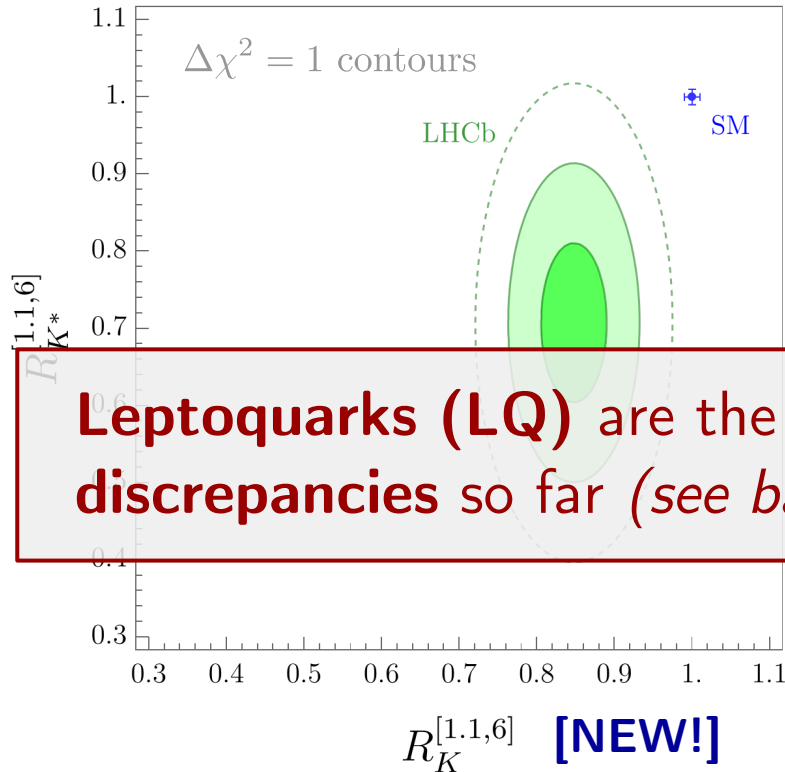 1.1
Δχ² = 1 contours
1.
SM
LHCb
0.9
0.8
0.7
R_{K*}^{[1.1,6]}
0.6
Leptoquarks (LQ) are the
0.5
discrepancies so far (see
0.4
0.3
0.3 0.4 0.5 0.6 0.7 0.8 0.9 1. 1.1
R_K^{[1.1,6]} [NEW!]